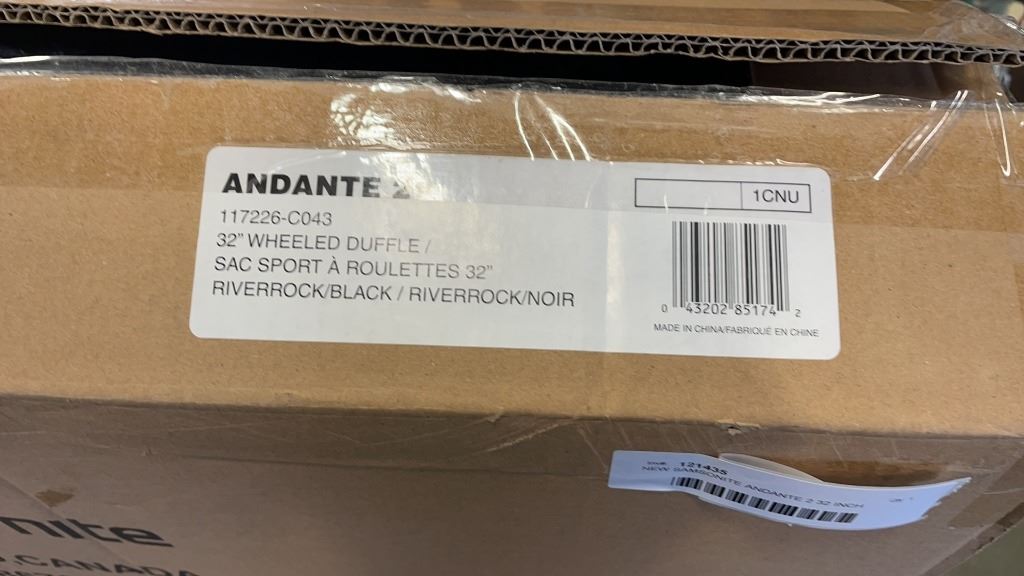 ANDANTE 2
1CNU
117226-C043
32" WHEELED DUFFLE /
SAC SPORT À ROULETTES 32"
RIVERROCK/BLACK / RIVERROCK/NOIR
0 43202 85174 2
MADE IN CHINA/FABRIQUÉ EN CHINE
121435
NEW SAMSONITE ANDANTE 2 32 INCH
nite
,CANADA